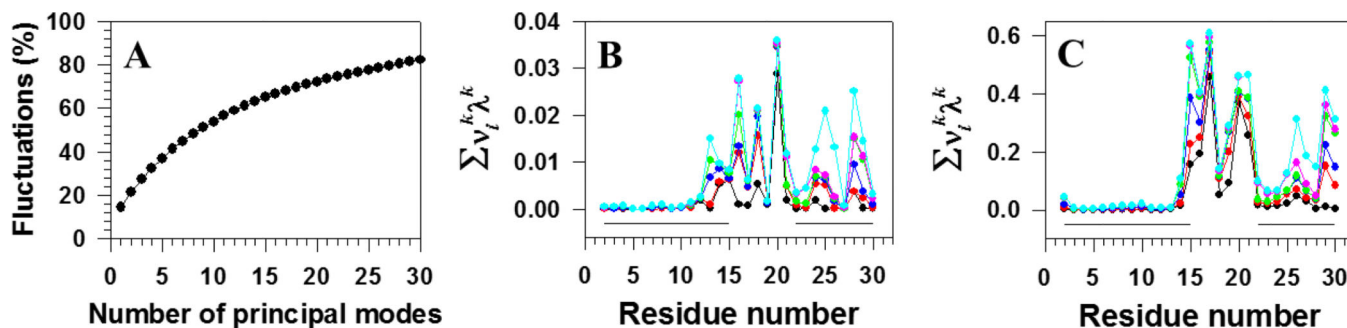 A
Fluctuations (%)
100
80
60
40
20
0
0 5 10 15 20 25 30
Number of principal modes
B
Σν_i^kλ^k
0.04
0.03
0.02
0.01
0.00
0 5 10 15 20 25 30
Residue number
C
Σν_i^kλ^k
0.6
0.4
0.2
0.0
0 5 10 15 20 25 30
Residue number